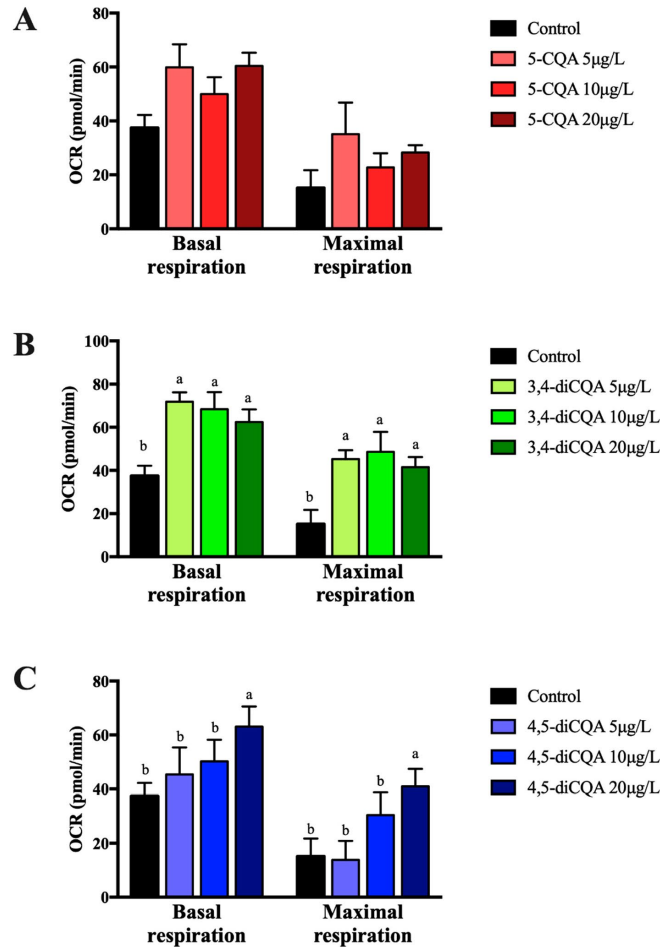 A
OCR (pmol/min)
80
60
40
20
0
Basal
respiration
Maximal
respiration
Control
5-CQA 5µg/L
5-CQA 10µg/L
5-CQA 20µg/L
B
OCR (pmol/min)
100
80
60
40
20
0
b
a
a
a
b
a
a
a
Basal
respiration
Maximal
respiration
Control
3,4-diCQA 5µg/L
3,4-diCQA 10µg/L
3,4-diCQA 20µg/L
C
OCR (pmol/min)
80
60
40
20
0
b
b
b
a
b
b
b
a
Basal
respiration
Maximal
respiration
Control
4,5-diCQA 5µg/L
4,5-diCQA 10µg/L
4,5-diCQA 20µg/L